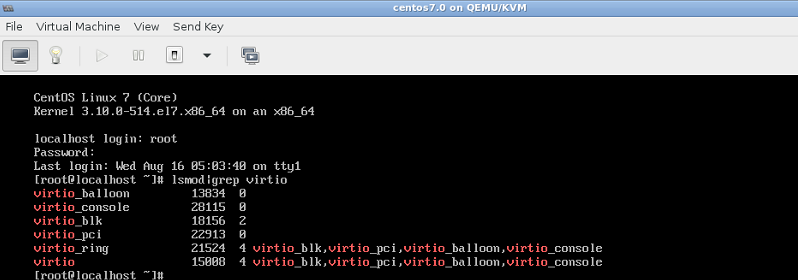 centos7.0 on QEMU/KVM
File Virtual Machine View Send Key
CentOS Linux 7 (Core)
Kernel 3.10.0-514.el7.x86_64 on an x86_64
localhost login: root
Password:
Last login: Wed Aug 16 05:03:40 on tty1
[root@localhost ~]# lsmod|grep virtio
virtio_balloon 13834 0
virtio_console 28115 0
virtio_blk 18156 2
virtio_pci 22913 0
virtio_ring 21524 4 virtio_blk,virtio_pci,virtio_balloon,virtio_console
virtio 15008 4 virtio_blk,virtio_pci,virtio_balloon,virtio_console
[root@localhost ~]#